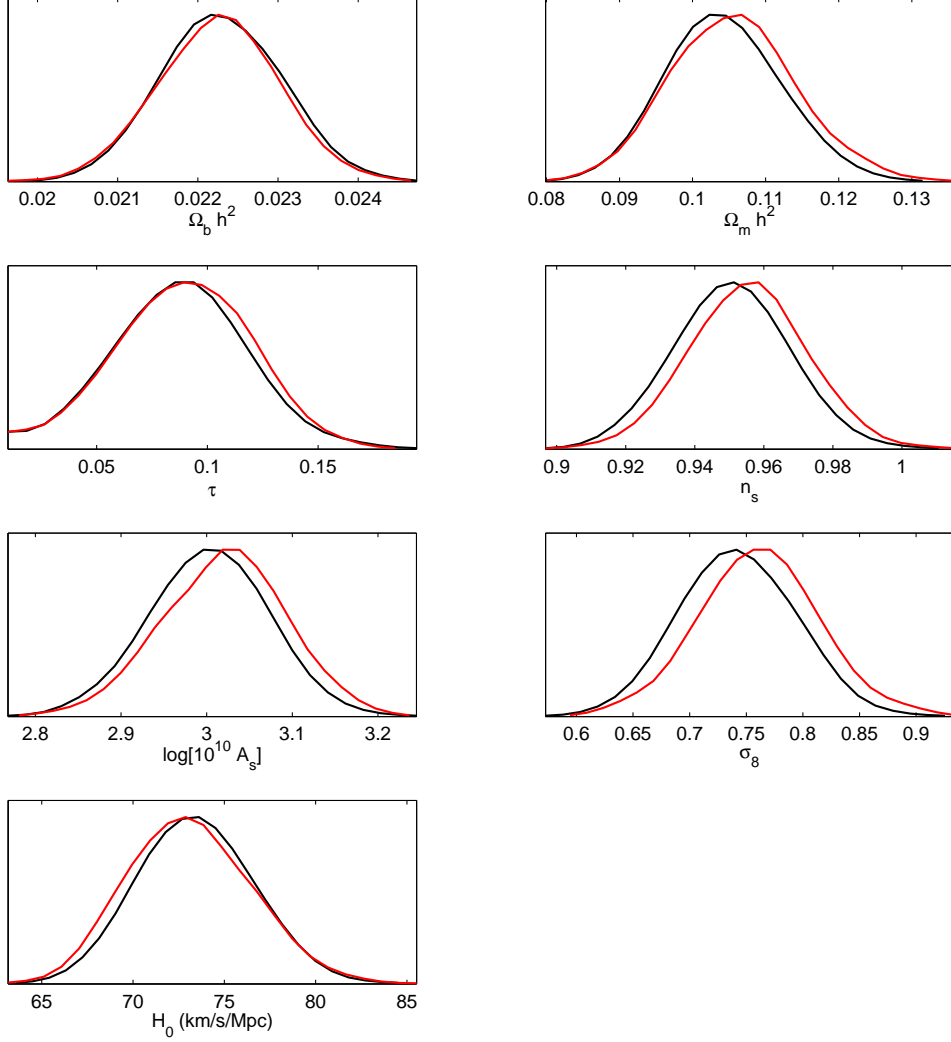 0.02 0.021 0.022 0.023 0.024
Ω_b h^2
0.08 0.09 0.1 0.11 0.12 0.13
Ω_m h^2
0.05 0.1 0.15
τ
0.9 0.92 0.94 0.96 0.98 1
n_s
2.8 2.9 3 3.1 3.2
log[10^10 A_s]
0.6 0.65 0.7 0.75 0.8 0.85 0.9
σ_8
65 70 75 80 85
H_0 (km/s/Mpc)